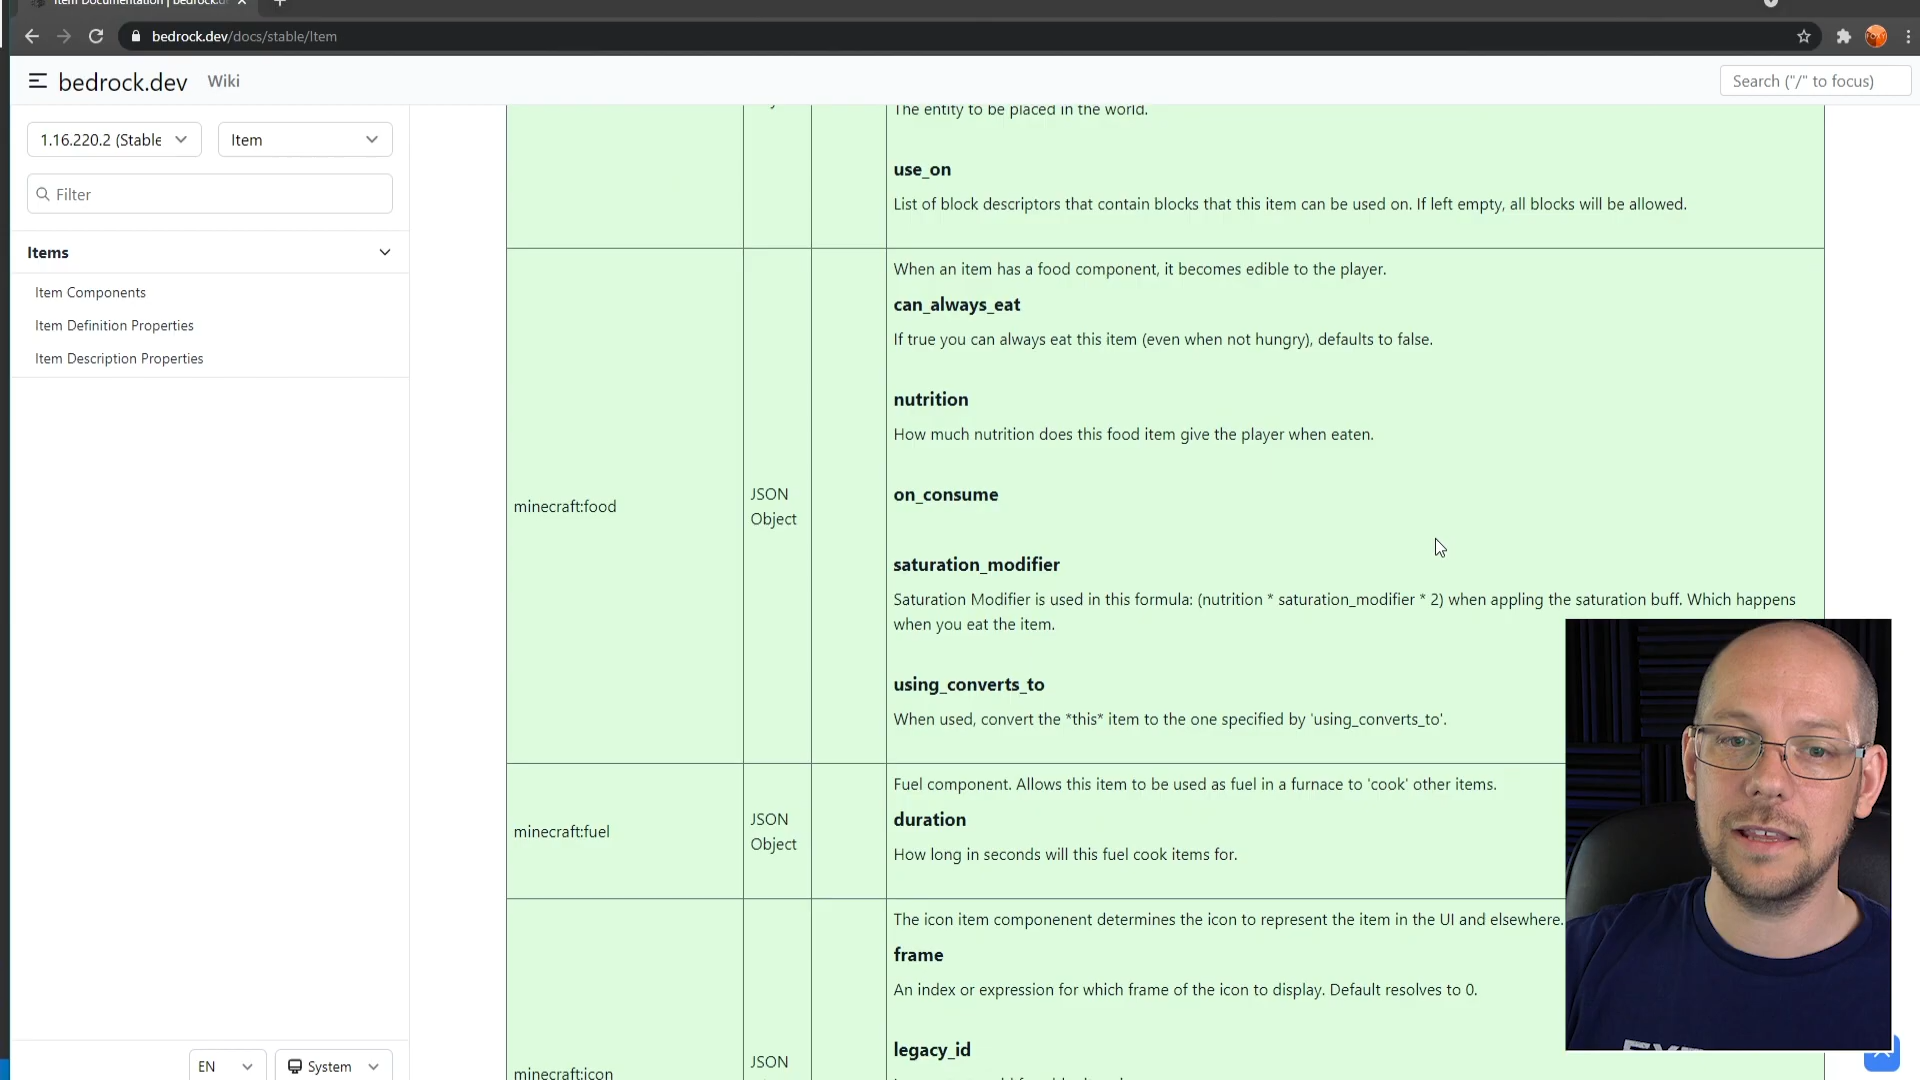 Item Documentation | bedrock.d
bedrock.dev/docs/stable/Item
bedrock.dev
Wiki
Search ("/" to focus)
1.16.220.2 (Stable
Item
Filter
Items
Item Components
Item Definition Properties
Item Description Properties
EN
System
The entity to be placed in the world.
use_on
List of block descriptors that contain blocks that this item can be used on. If left empty, all blocks will be allowed.
minecraft:food
JSON
Object
When an item has a food component, it becomes edible to the player.
can_always_eat
If true you can always eat this item (even when not hungry), defaults to false.
nutrition
How much nutrition does this food item give the player when eaten.
on_consume
saturation_modifier
Saturation Modifier is used in this formula: (nutrition * saturation_modifier * 2) when appling the saturation buff. Which happens
when you eat the item.
using_converts_to
When used, convert the *this* item to the one specified by 'using_converts_to'.
minecraft:fuel
JSON
Object
Fuel component. Allows this item to be used as fuel in a furnace to 'cook' other items.
duration
How long in seconds will this fuel cook items for.
minecraft:icon
JSON
The icon item componenent determines the icon to represent the item in the UI and elsewhere.
frame
An index or expression for which frame of the icon to display. Default resolves to 0.
legacy_id